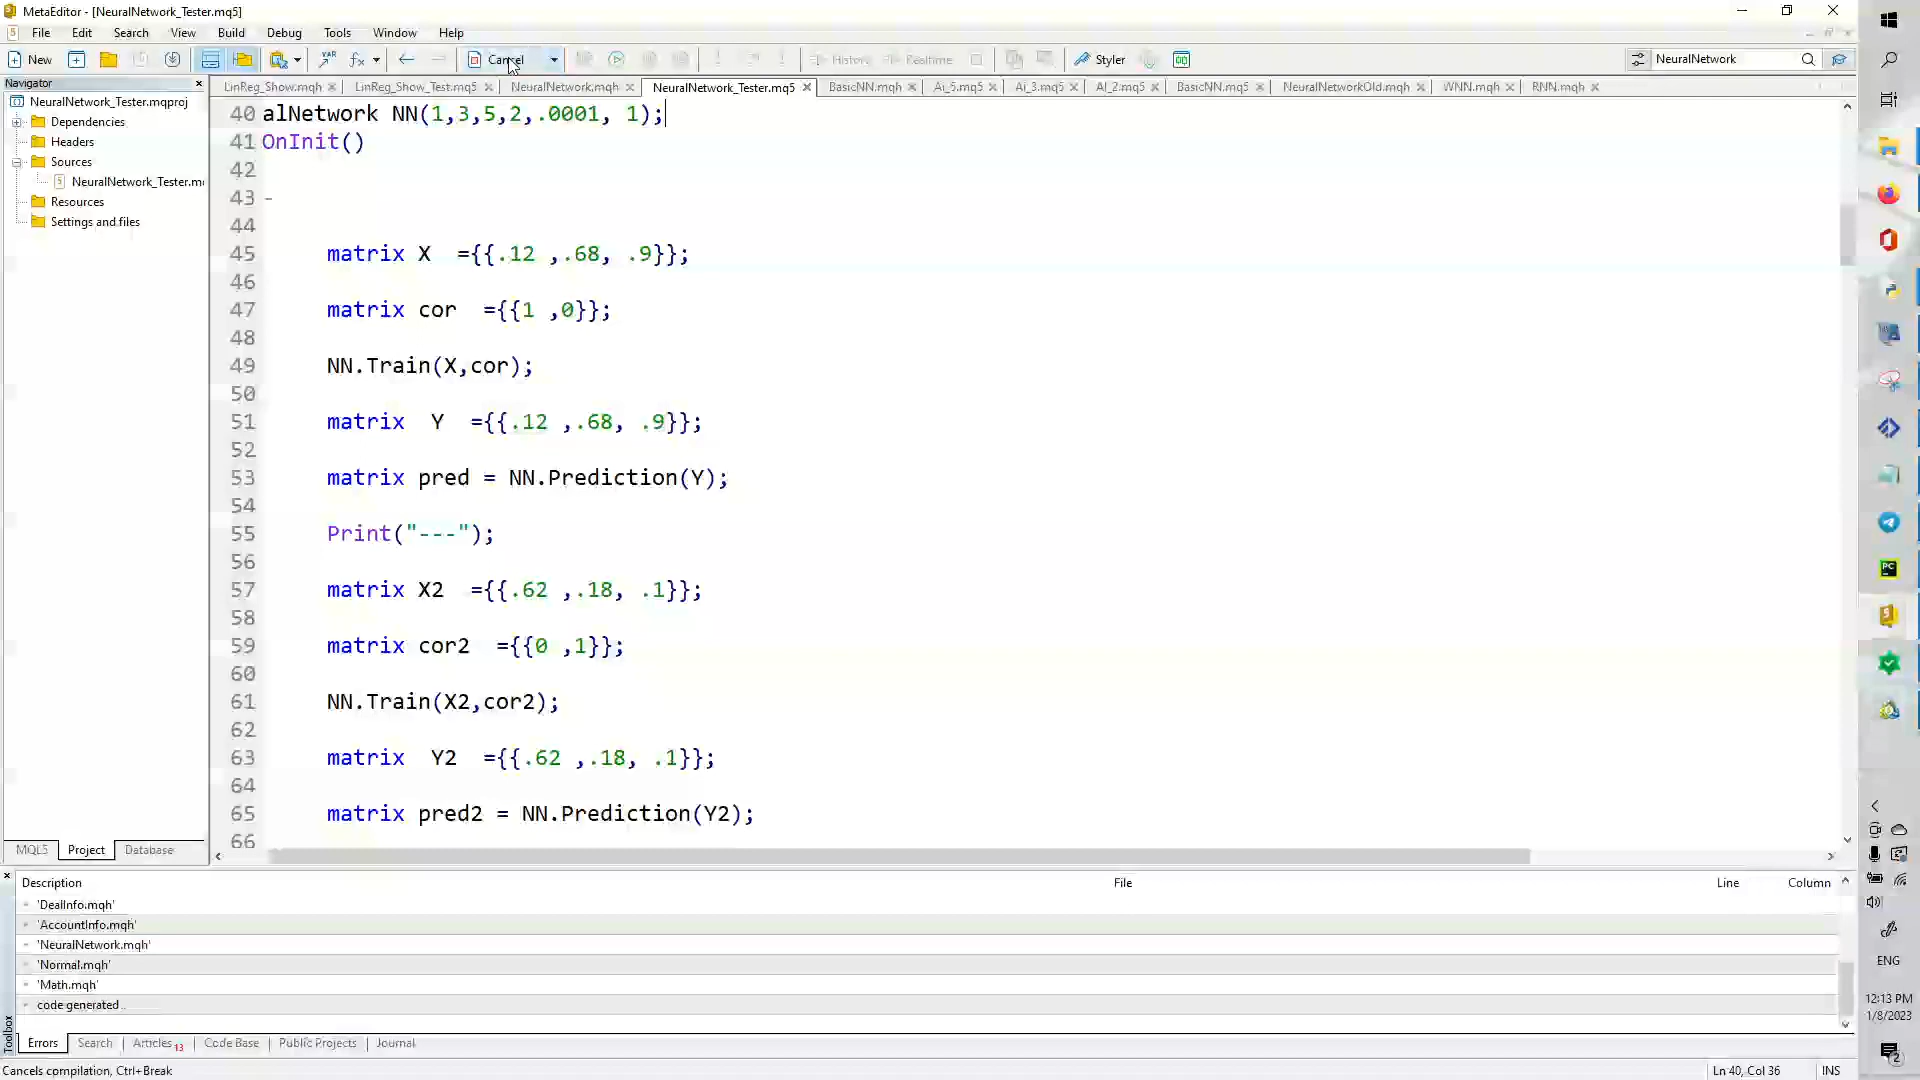 MetaEditor - [NeuralNetwork_Tester.mq5]
File Edit Search View Build Debug Tools Window Help
New Cancel History Realtime Styler NeuralNetwork
Navigator
LinReg_Show.mqh LinReg_Show_Test.mq5 NeuralNetwork.mqh NeuralNetwork_Tester.mq5 BasicNN.mqh Ai_5.mq5 Ai_3.mq5 AI_2.mq5 BasicNN.mq5 NeuralNetworkOld.mqh WNN.mqh RNN.mqh
NeuralNetwork_Tester.mqproj
Dependencies
Headers
Sources
NeuralNetwork_Tester.m
Resources
Settings and files
40 alNetwork NN(1,3,5,2,.0001, 1);
41 OnInit()
42
43 -
44
45 matrix X ={{.12 ,.68, .9}};
46
47 matrix cor ={{1 ,0}};
48
49 NN.Train(X,cor);
50
51 matrix Y ={{.12 ,.68, .9}};
52
53 matrix pred = NN.Prediction(Y);
54
55 Print("---");
56
57 matrix X2 ={{.62 ,.18, .1}};
58
59 matrix cor2 ={{0 ,1}};
60
61 NN.Train(X2,cor2);
62
63 matrix Y2 ={{.62 ,.18, .1}};
64
65 matrix pred2 = NN.Prediction(Y2);
66
MQL5 Project Database
Description File Line Column
'DealInfo.mqh'
'AccountInfo.mqh'
'NeuralNetwork.mqh'
'Normal.mqh'
'Math.mqh'
code generated
Toolbox
Errors Search Articles 13 Code Base Public Projects Journal
Cancels compilation, Ctrl+Break Ln 40, Col 36 INS
PC
ENG
12:13 PM
1/8/2023
2